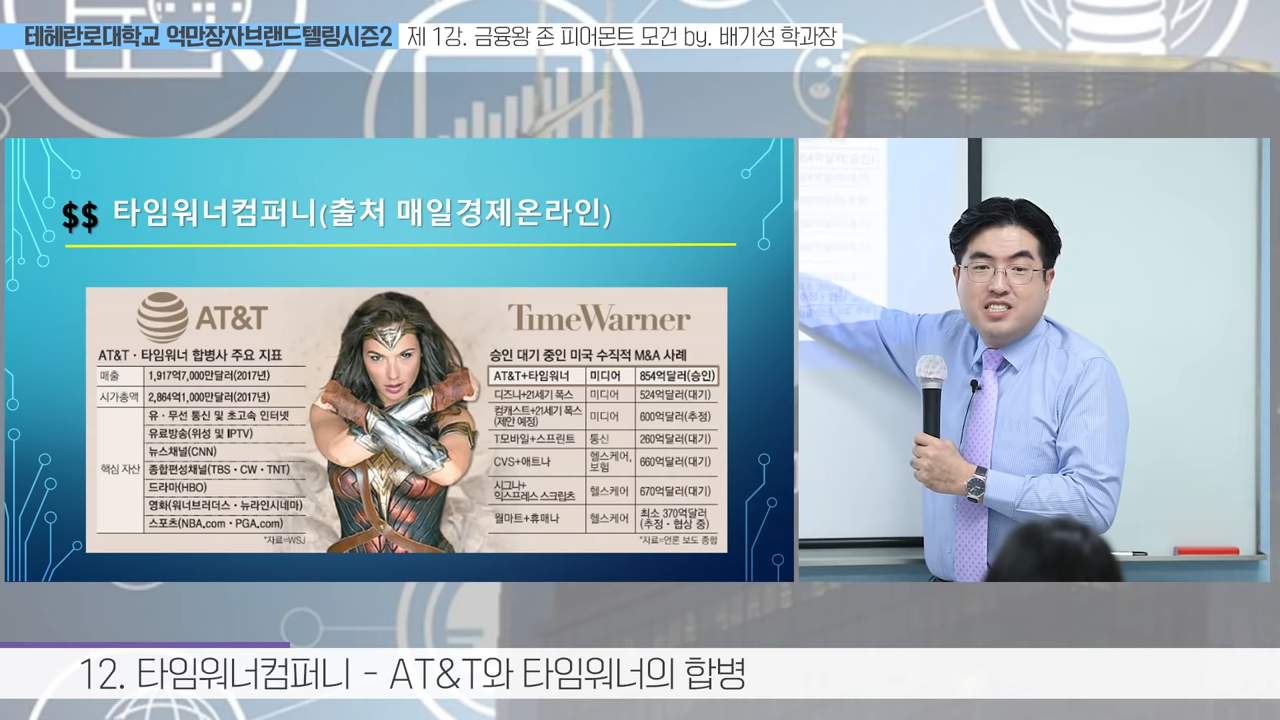 테헤란로대학교 억만장자브랜드텔링시즌2 제 1강. 금융왕 존 피어몬트 모건 by. 배기성 학과장
$$ 타임워너컴퍼니(출처 매일경제온라인)
AT&T
AT&T·타임워너 합병사 주요 지표
매출 1,917억7,000만달러(2017년)
시가총액 2,864억1,000만달러(2017년)
핵심 자산
유·무선 통신 및 초고속 인터넷
유료방송(위성 및 IPTV)
뉴스채널(CNN)
종합편성채널(TBS·CW·TNT)
드라마(HBO)
영화(워너브러더스·뉴라인시네마)
스포츠(NBA.com·PGA.com)
*자료=WSJ
TimeWarner
승인 대기 중인 미국 수직적 M&A 사례
AT&T+타임워너 미디어 854억달러(승인)
디즈니+21세기 폭스 미디어 524억달러(대기)
컴캐스트+21세기 폭스 (제안 예정) 미디어 600억달러(추정)
T모바일+스프린트 통신 260억달러(대기)
CVS+애트나 헬스케어, 보험 660억달러(대기)
시그나+ 익스프레스 스크립츠 헬스케어 670억달러(대기)
월마트+휴매나 헬스케어 최소 370억달러 (추정·협상 중)
*자료=언론 보도 종합
12. 타임워너컴퍼니 - AT&T와 타임워너의 합병